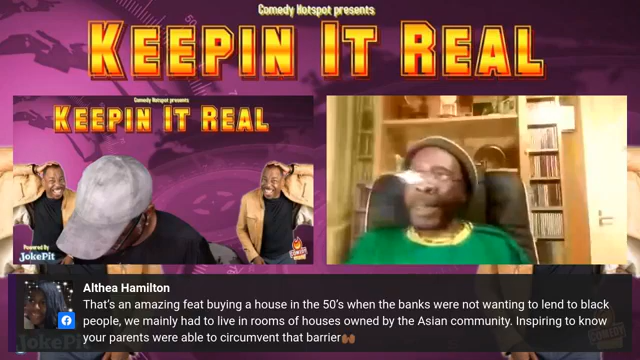 Comedy Hotspot presents
KEEPIN IT REAL
Comedy Hotspot presents
KEEPIN IT REAL
Powered By
JokePit
COMEDY
Althea Hamilton
That's an amazing feat buying a house in the 50's when the banks were not wanting to lend to black
people, we mainly had to live in rooms of houses owned by the Asian community. Inspiring to know
your parents were able to circumvent that barrier
JokePit